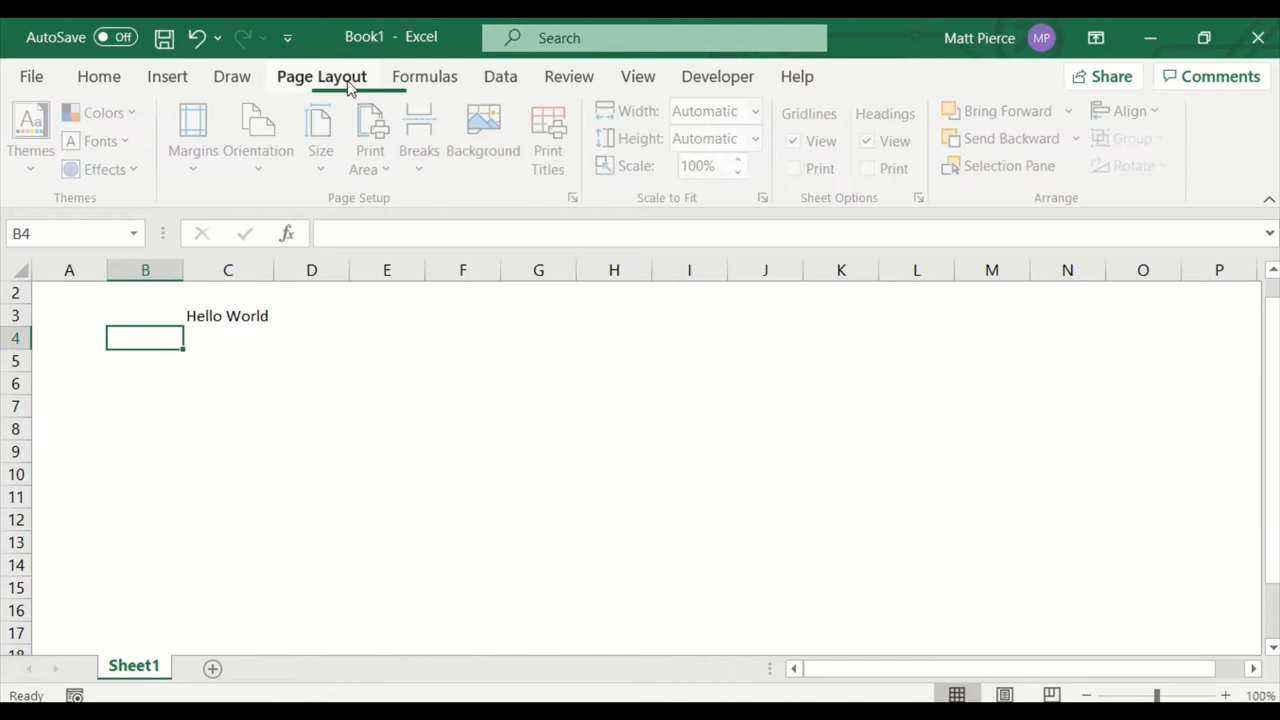 AutoSave Off Book1 - Excel Search Matt Pierce MP
File Home Insert Draw Page Layout Formulas Data Review View Developer Help Share Comments
Themes Colors Fonts Effects
Themes
Margins Orientation Size Print Area Breaks Background Print Titles
Page Setup
Width: Automatic
Height: Automatic
Scale: 100%
Scale to Fit
Gridlines Headings
View View
Print Print
Sheet Options
Bring Forward Align
Send Backward Group
Selection Pane Rotate
Arrange
B4 fx
A B C D E F G H I J K L M N O P
2
3 Hello World
4
5
6
7
8
9
10
11
12
13
14
15
16
17
18
Sheet1
Ready 100%